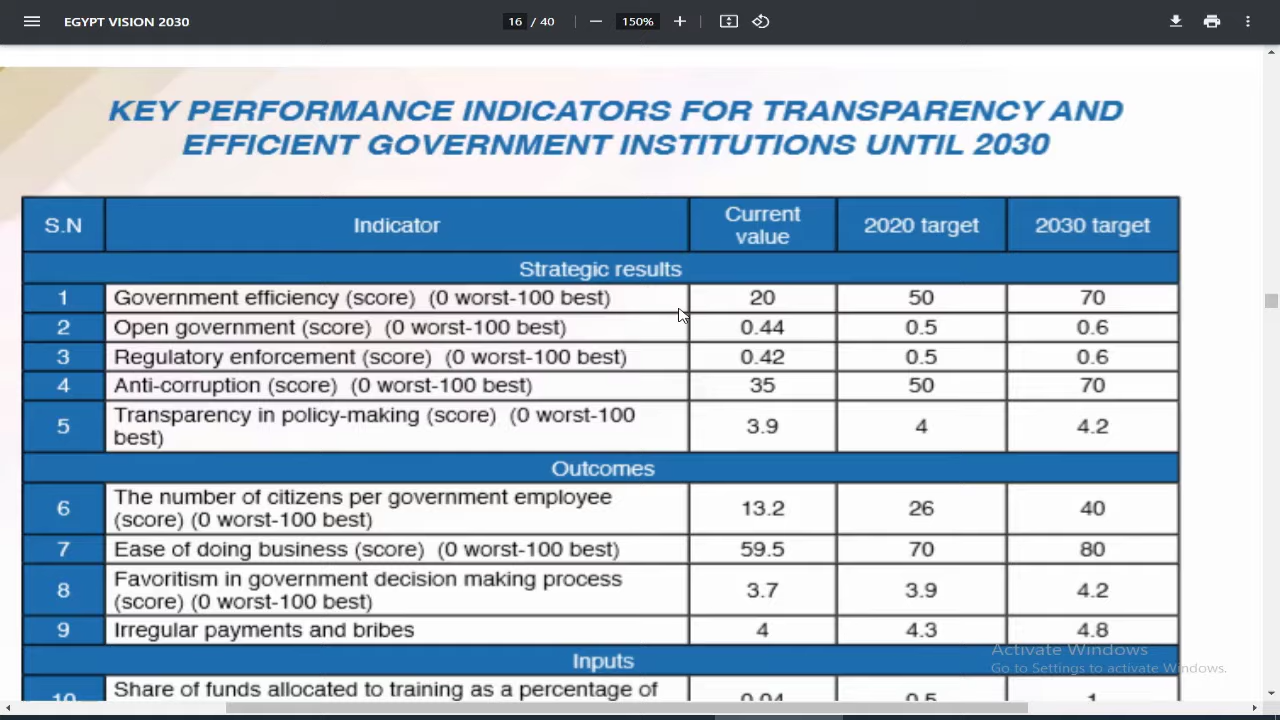 EGYPT VISION 2030
16 / 40
150%
KEY PERFORMANCE INDICATORS FOR TRANSPARENCY AND
EFFICIENT GOVERNMENT INSTITUTIONS UNTIL 2030
S.N Indicator Current value 2020 target 2030 target
Strategic results
1 Government efficiency (score) (0 worst-100 best) 20 50 70
2 Open government (score) (0 worst-100 best) 0.44 0.5 0.6
3 Regulatory enforcement (score) (0 worst-100 best) 0.42 0.5 0.6
4 Anti-corruption (score) (0 worst-100 best) 35 50 70
5 Transparency in policy-making (score) (0 worst-100
best) 3.9 4 4.2
Outcomes
6 The number of citizens per government employee
(score) (0 worst-100 best) 13.2 26 40
7 Ease of doing business (score) (0 worst-100 best) 59.5 70 80
8 Favoritism in government decision making process
(score) (0 worst-100 best) 3.7 3.9 4.2
9 Irregular payments and bribes 4 4.3 4.8
Inputs
10 Share of funds allocated to training as a percentage of 0.04 0.5 1
Activate Windows
Go to Settings to activate Windows.